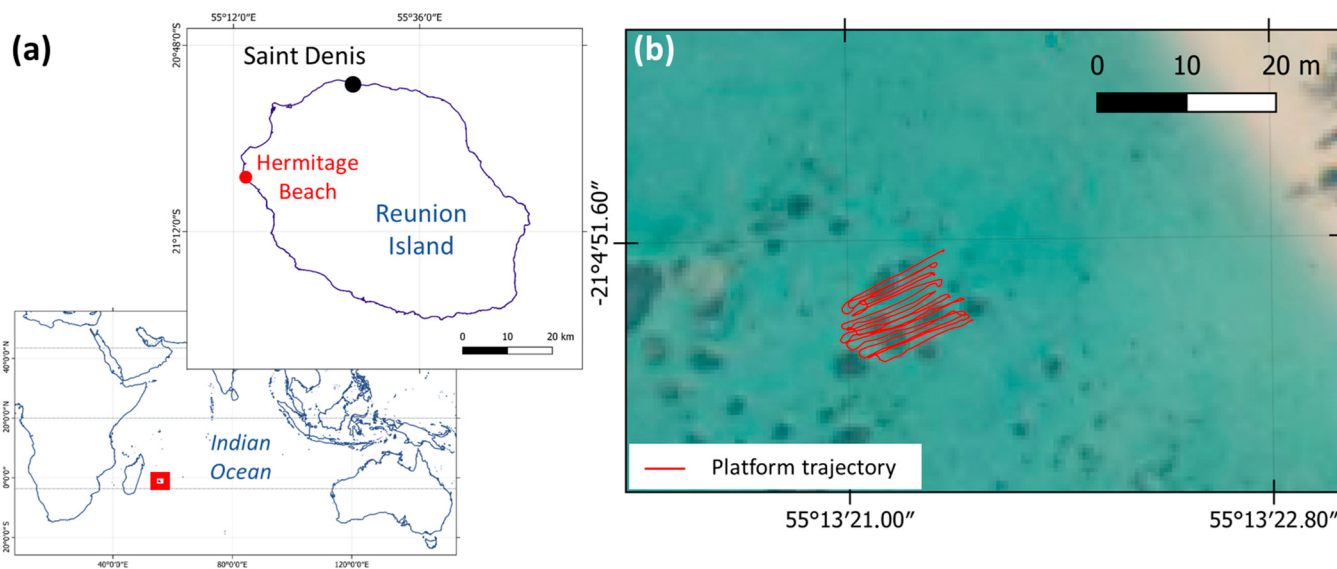 (a)
55°12'0"E
55°36'0"E
20°48'0"S
21°12'0"S
Saint Denis
Hermitage
Beach
Reunion
Island
0 10 20 km
40°0'0"N
20°0'0"N
0°0'0"N
20°0'0"S
Indian
Ocean
40°0'0"E
80°0'0"E
120°0'0"E
(b)
0 10 20 m
-21°4'51.60"
Platform trajectory
55°13'21.00"
55°13'22.80"